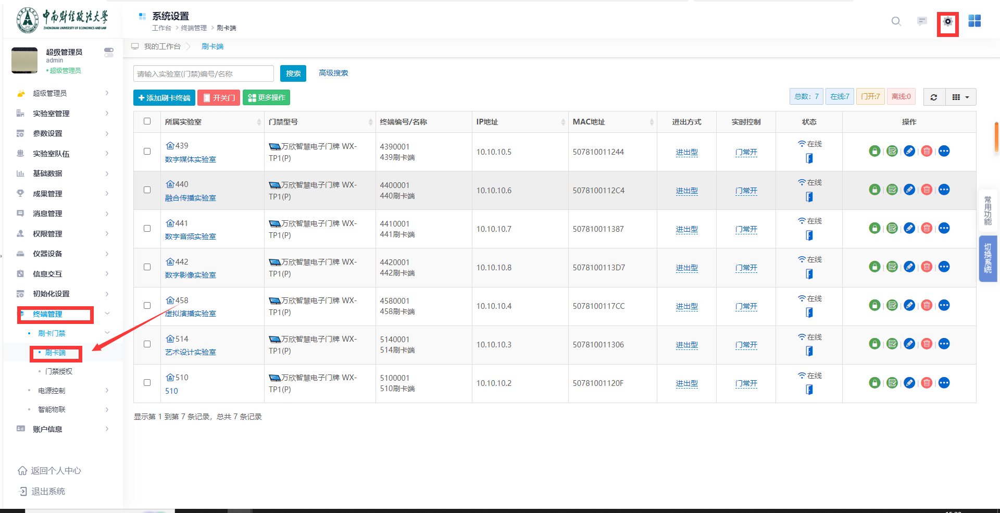 中南财经政法大学
ZHONGNAN UNIVERSITY OF ECONOMICS AND LAW
系统设置
工作台 > 终端管理 > 刷卡端
超级管理员
admin
超级管理员
我的工作台
刷卡端
请输入实验室(门禁)编号/名称
搜索
高级搜索
添加刷卡终端
开关门
更多操作
总数：7
在线:7
门开:7
离线:0
超级管理员
实验室管理
参数设置
实验室队伍
基础数据
成果管理
消息管理
权限管理
仪器设备
信息交互
初始化设置
终端管理
刷卡门禁
刷卡端
门禁授权
电源控制
智能物联
账户信息
返回个人中心
退出系统
所属实验室 门禁型号 终端编号/名称 IP地址 MAC地址 进出方式 实时控制 状态 操作
439 万欣智慧电子门牌 WX- 4390001 10.10.10.5 507810011244 进出型 门常开 在线
数字媒体实验室 TP1(P) 439刷卡端
440 万欣智慧电子门牌 WX- 4400001 10.10.10.6 5078100112C4 进出型 门常开 在线
融合传播实验室 TP1(P) 440刷卡端
441 万欣智慧电子门牌 WX- 4410001 10.10.10.7 507810011387 进出型 门常开 在线
数字音频实验室 TP1(P) 441刷卡端
442 万欣智慧电子门牌 WX- 4420001 10.10.10.8 5078100113D7 进出型 门常开 在线
数字影像实验室 TP1(P) 442刷卡端
458 万欣智慧电子门牌 WX- 4580001 10.10.10.4 5078100117CC 进出型 门常开 在线
虚拟演播实验室 TP1(P) 458刷卡端
514 万欣智慧电子门牌 WX- 5140001 10.10.10.3 507810011306 进出型 门常开 在线
艺术设计实验室 TP1(P) 514刷卡端
510 万欣智慧电子门牌 WX- 5100001 10.10.10.2 50781001120F 进出型 门常开 在线
510 TP1(P) 510刷卡端
显示第 1 到第 7 条记录，总共 7 条记录
常用功能
切换系统